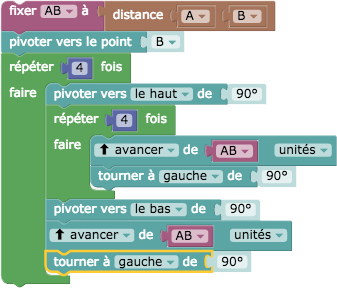 fixer AB à distance A B
pivoter vers le point B
répéter 4 fois
faire pivoter vers le haut de 90°
répéter 4 fois
faire avancer de AB unités
tourner à gauche de 90°
pivoter vers le bas de 90°
avancer de AB unités
tourner à gauche de 90°